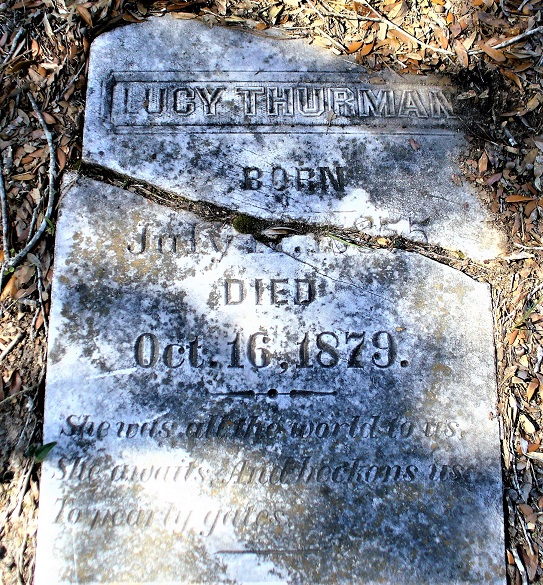 LUCY THURMAN
BORN
July
DIED
Oct. 16, 1879.
She was all the world to us,
She awaits, And beckons us,
To pearly gates.